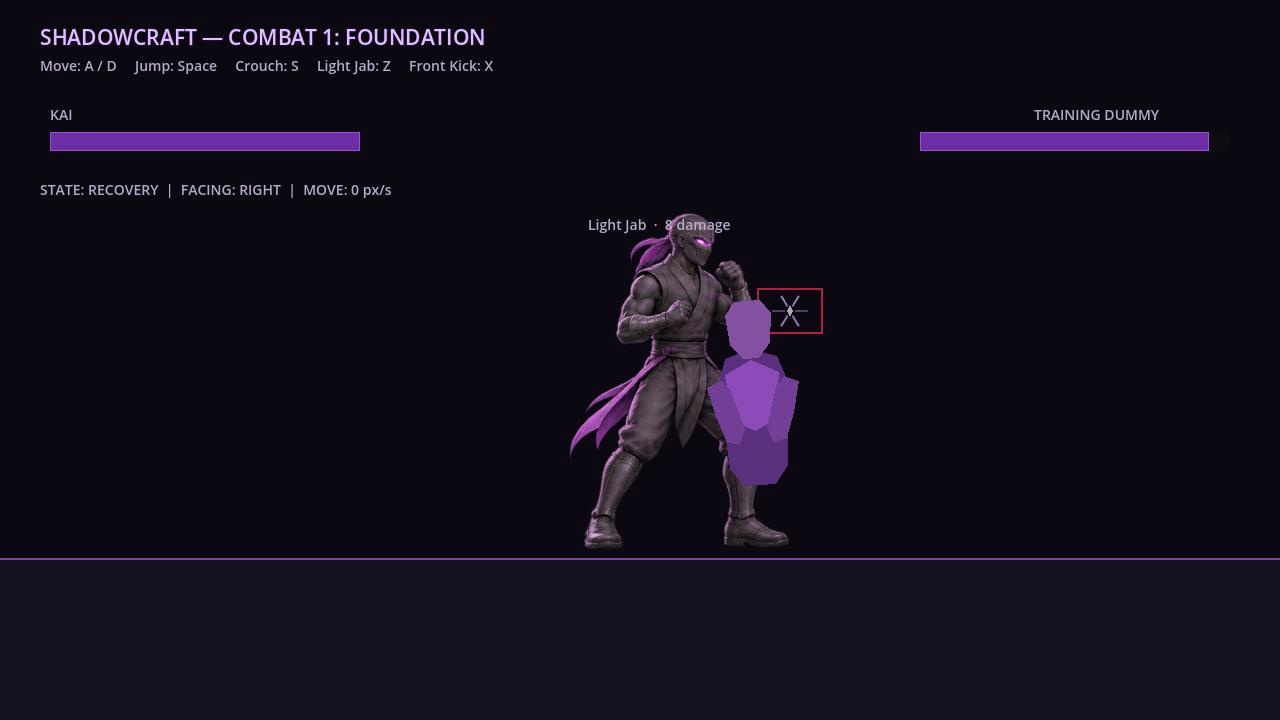 SHADOWCRAFT — COMBAT 1: FOUNDATION
Move: A / D     Jump: Space     Crouch: S     Light Jab: Z     Front Kick: X
KAI
TRAINING DUMMY
STATE: RECOVERY  |  FACING: RIGHT  |  MOVE: 0 px/s
Light Jab  ·  8 damage